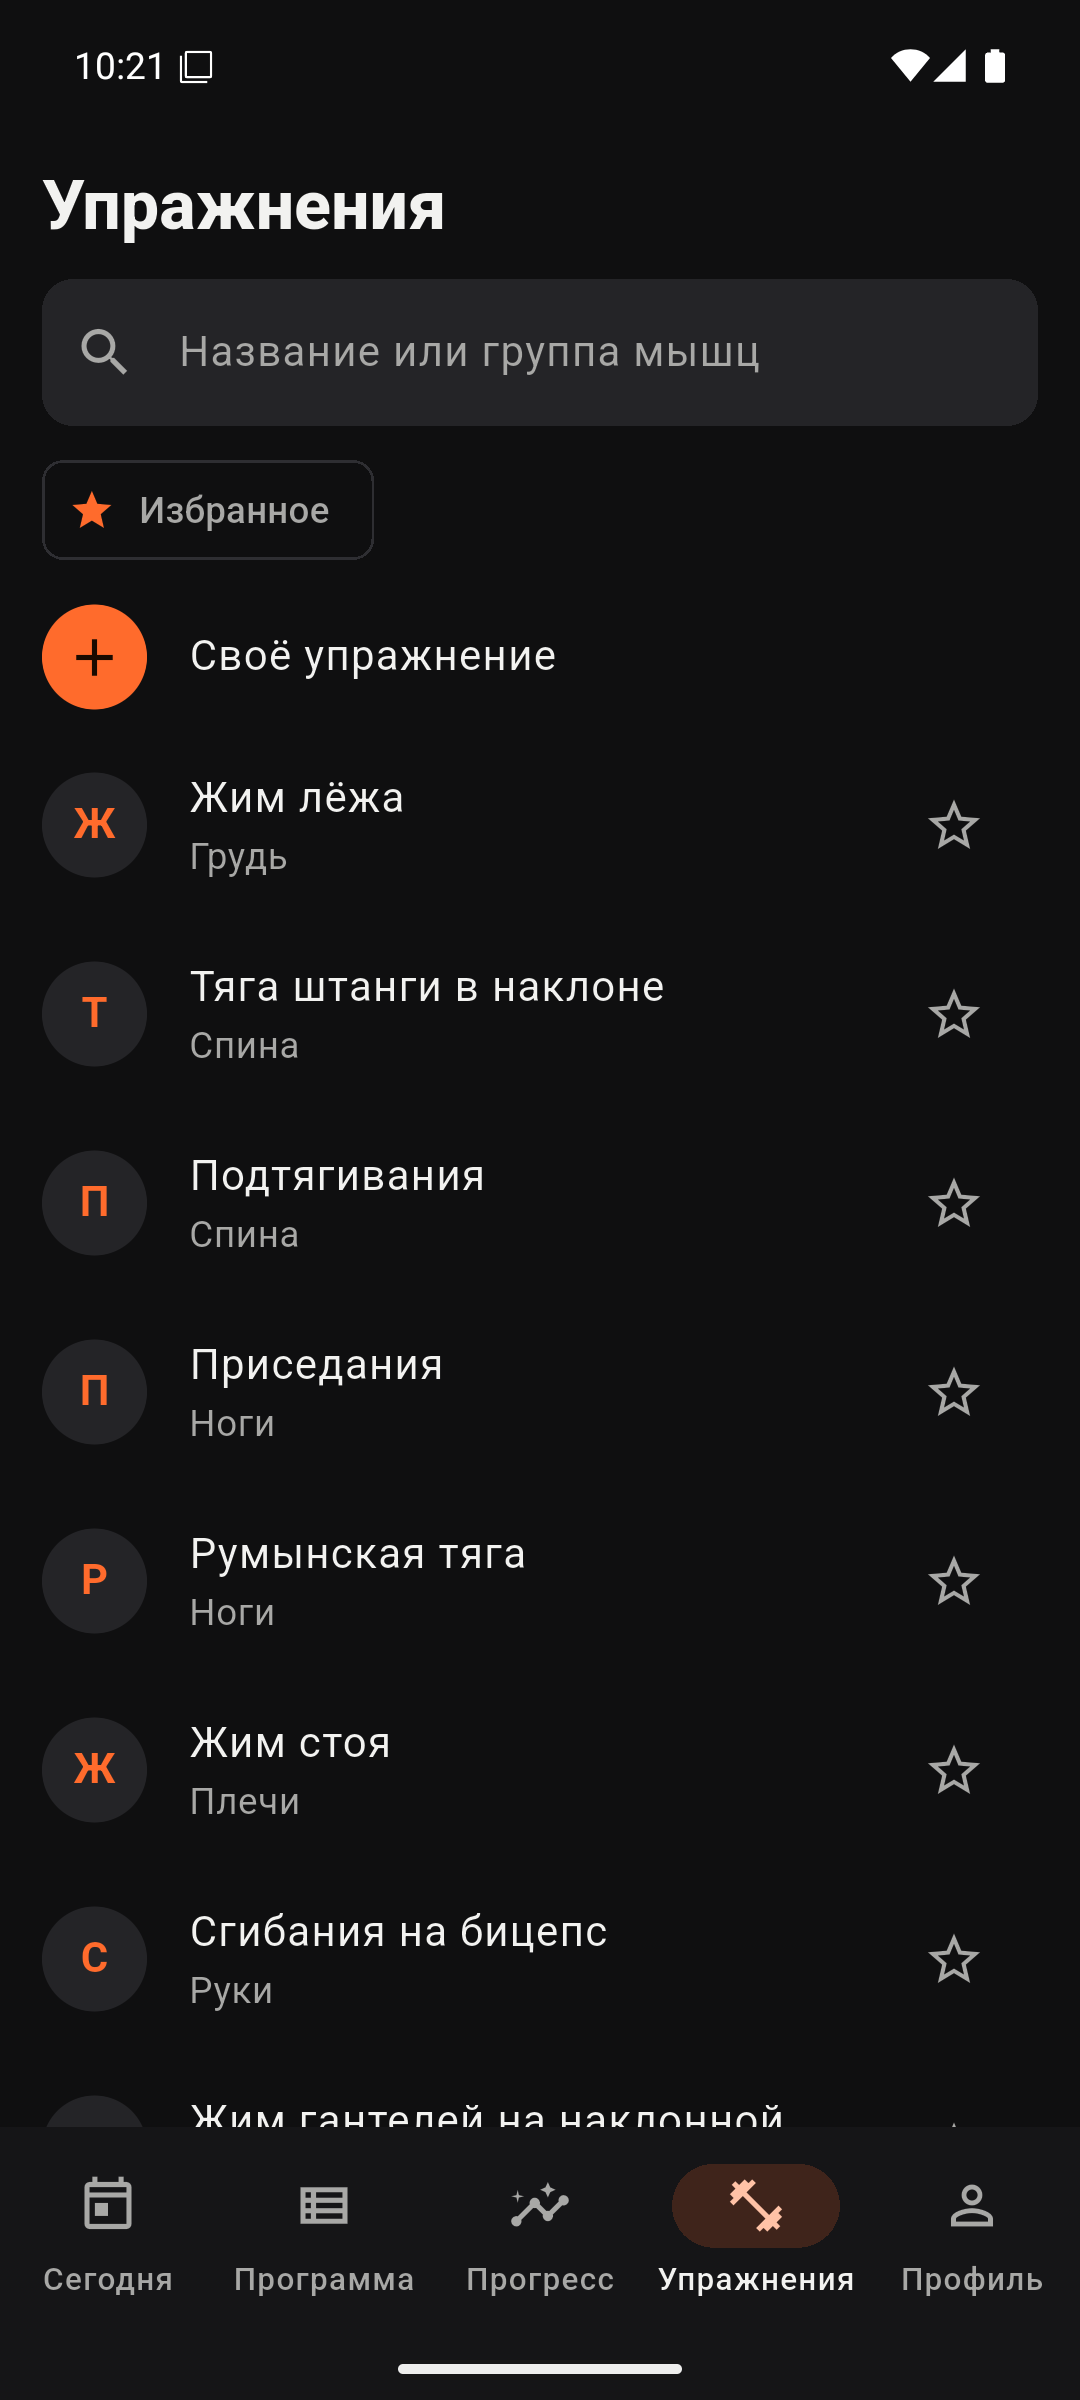 10:21
Упражнения
Название или группа мышц
Избранное
Своё упражнение
Ж
Жим лёжа
Грудь
Т
Тяга штанги в наклоне
Спина
П
Подтягивания
Спина
П
Приседания
Ноги
Р
Румынская тяга
Ноги
Ж
Жим стоя
Плечи
С
Сгибания на бицепс
Руки
Жим гантелей на наклонной
Сегодня
Программа
Прогресс
Упражнения
Профиль